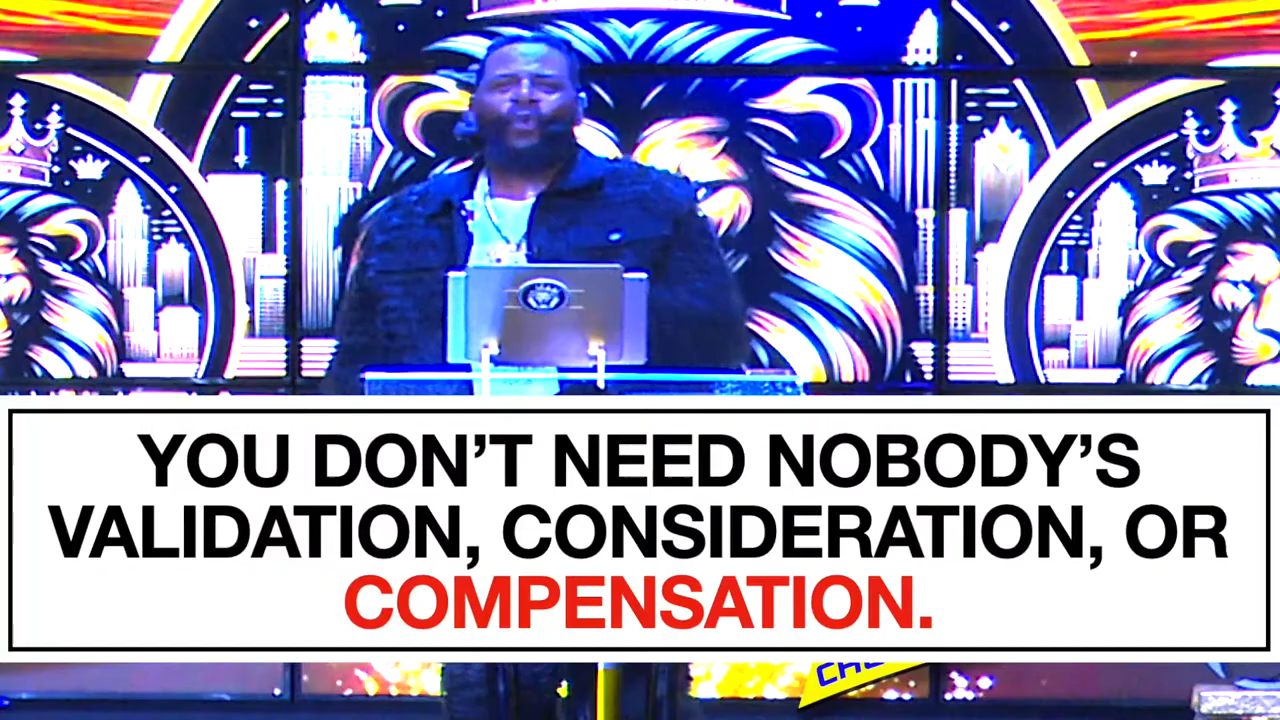 YOU DON’T NEED NOBODY’S
VALIDATION, CONSIDERATION, OR
COMPENSATION.